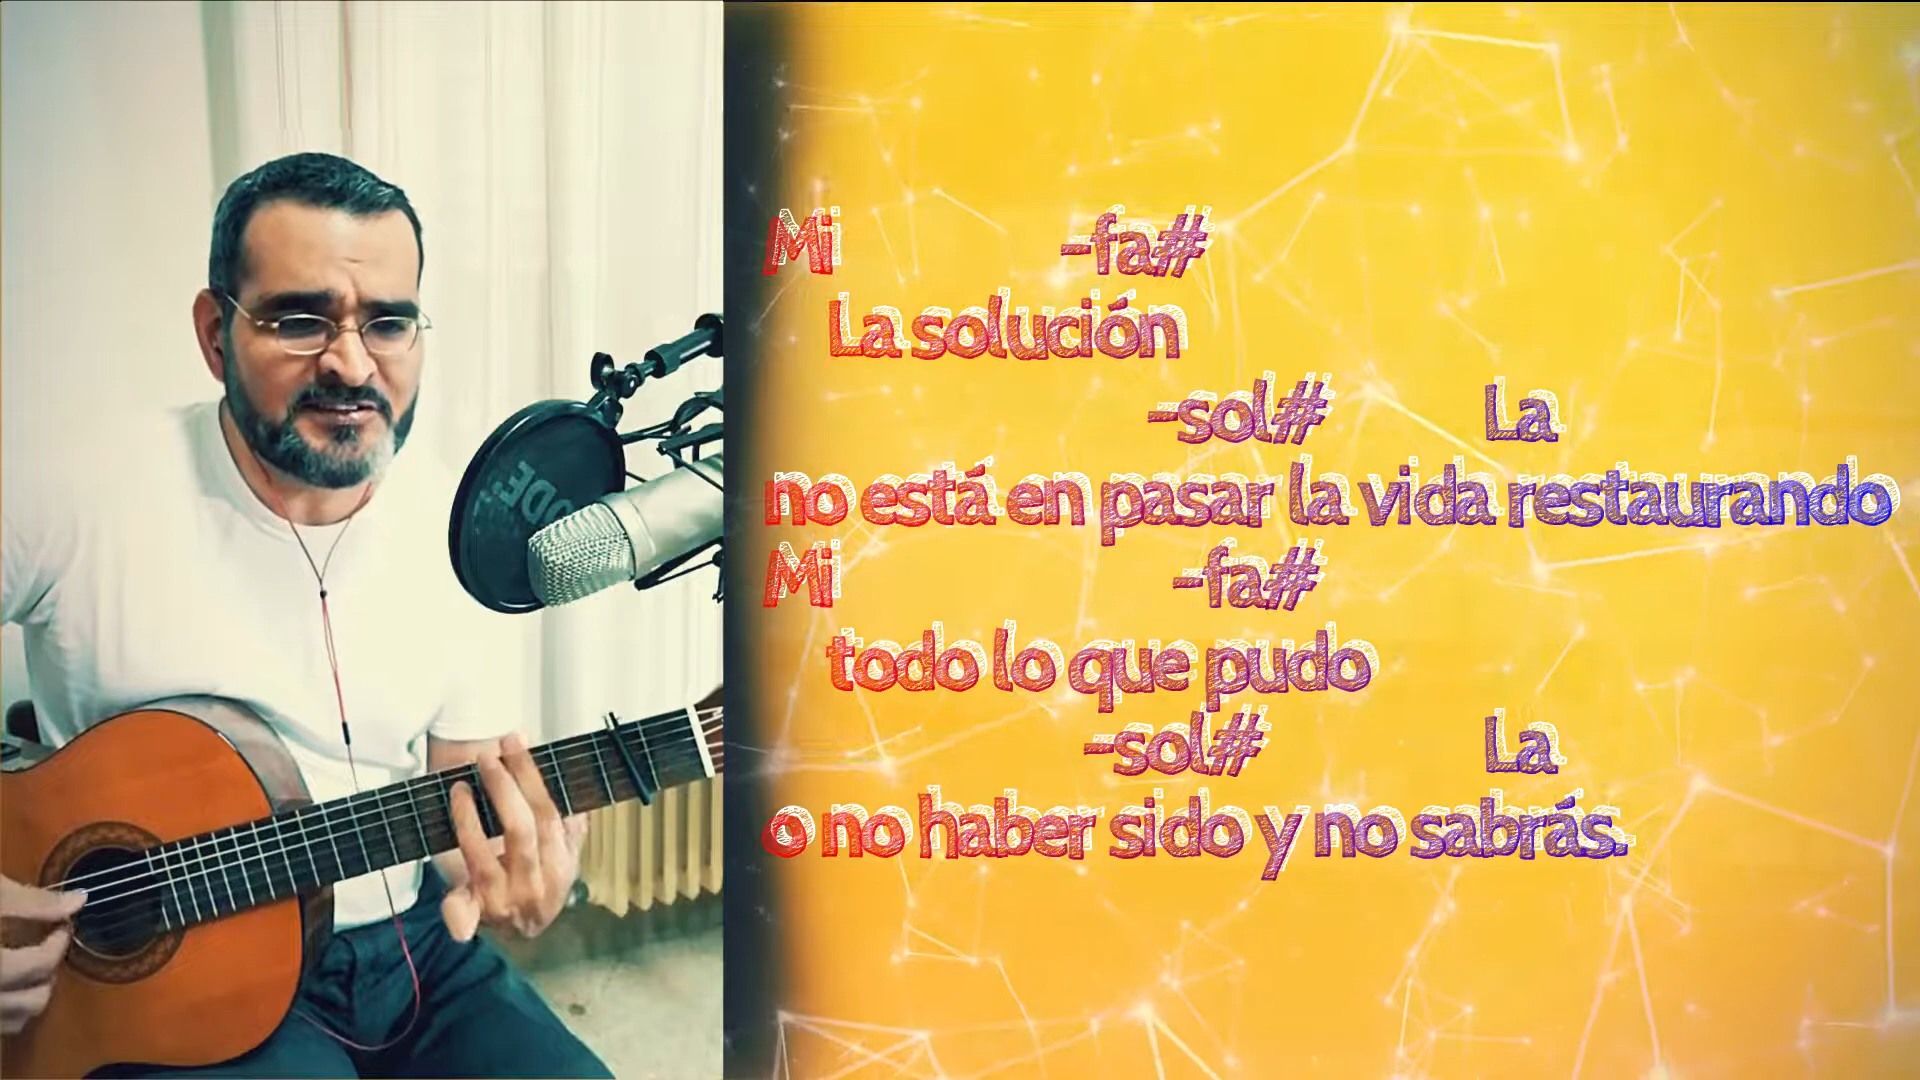 Mi -fa#
La solución
-sol# La
no está en pasar la vida restaurando
Mi -fa#
todo lo que pudo
-sol# La
o no haber sido y no sabrás.